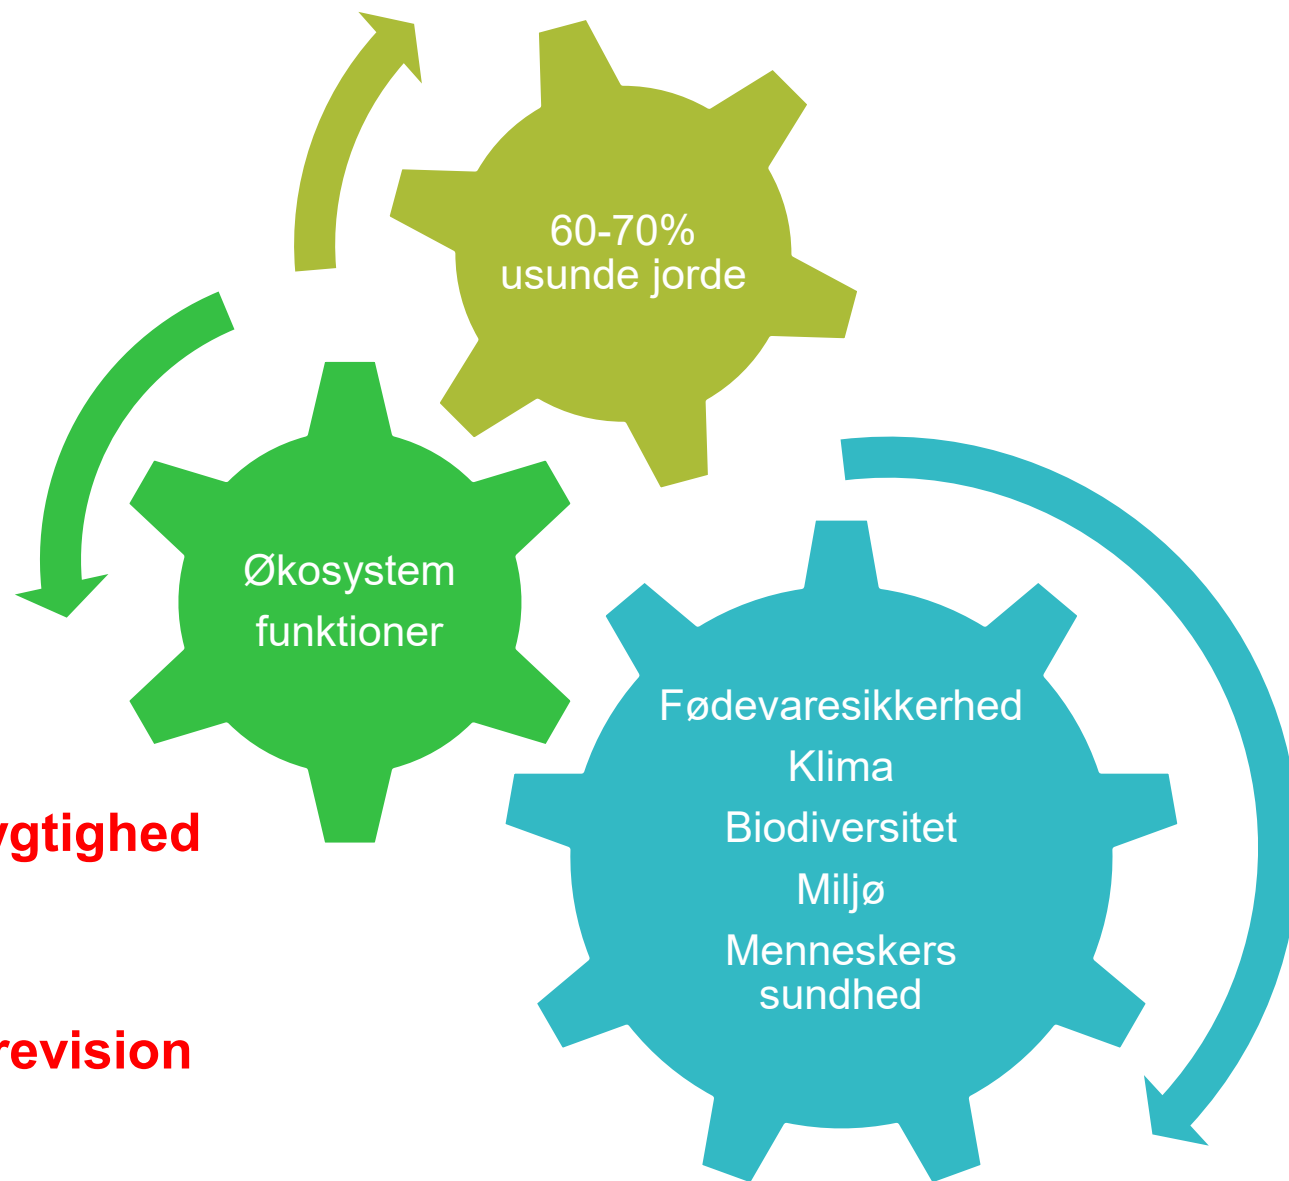 60-70%
usunde jorde
Økosystem
funktioner
Fødevaresikkerhed
Klima
Biodiversitet
Miljø
Menneskers
sundhed
revision